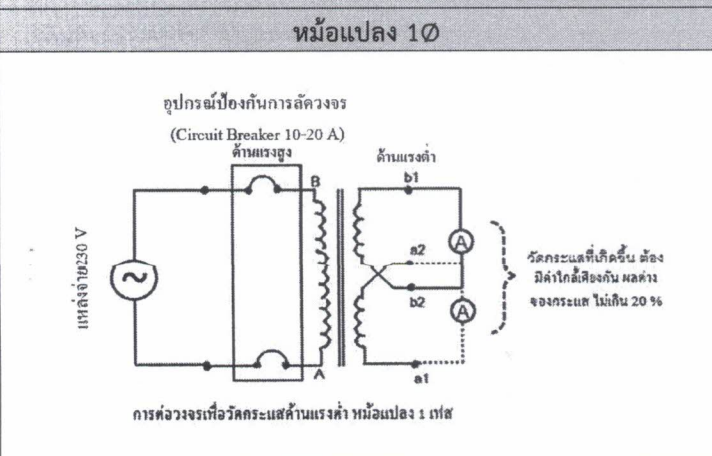 หม้อแปลง 1Ø
อุปกรณ์ป้องกันการลัดวงจร
(Circuit Breaker 10-20 A)
ด้านแรงสูง
ด้านแรงต่ำ
B
b1
A
a2
แหล่งจ่าย230 V
~
b2
A
A
a1
วัดกระแสที่เกิดขึ้น ต้อง
มีค่าใกล้เคียงกัน ผลต่าง
ของกระแส ไม่เกิน 20 %
การต่อวงจรเพื่อวัดกระแสด้านแรงต่ำ หม้อแปลง 1 เฟส